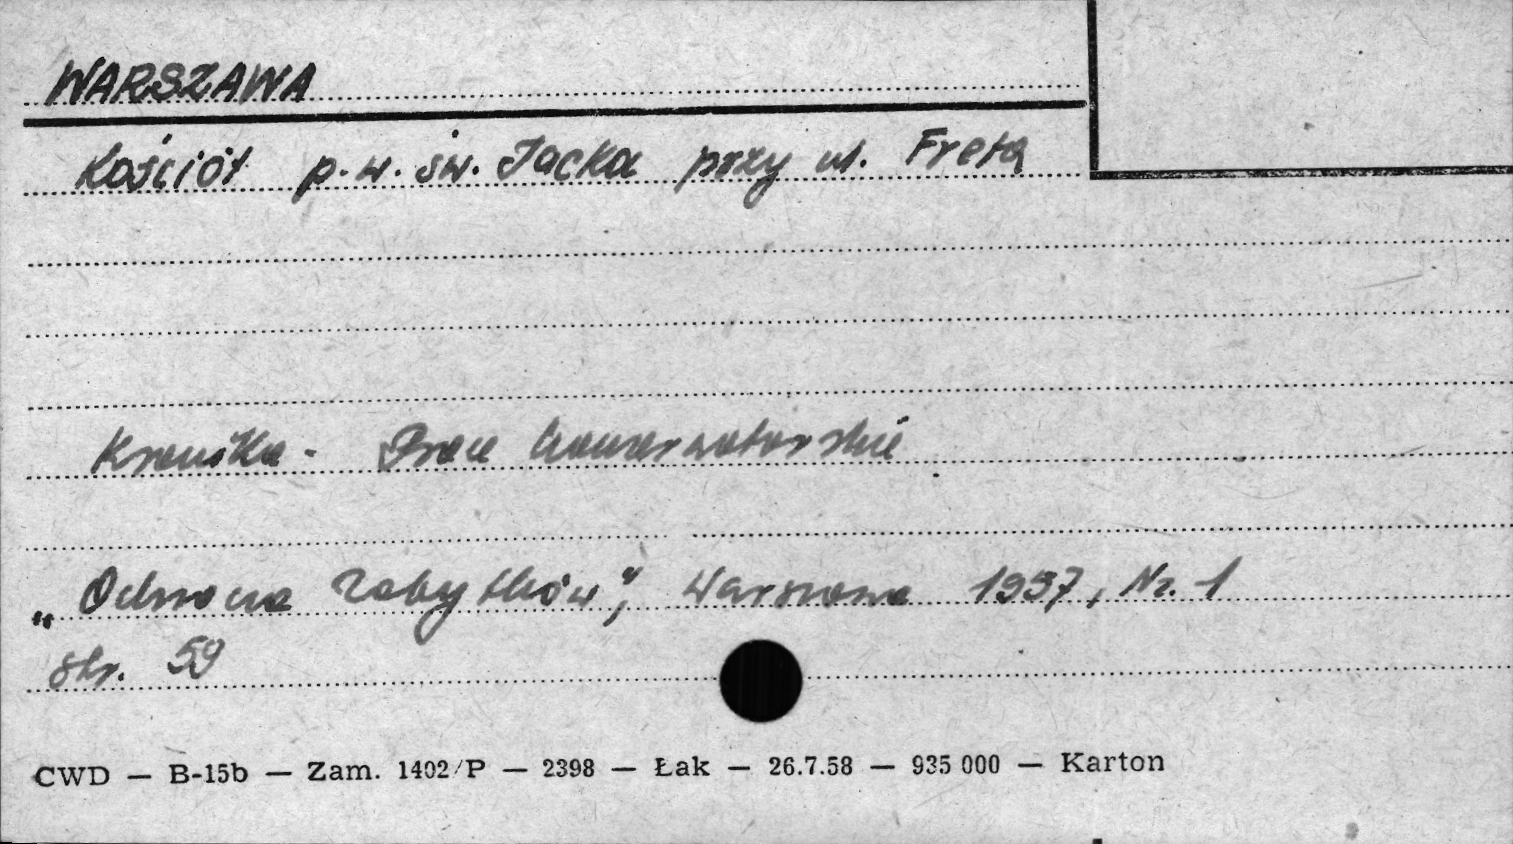 WARSZAWA
Kościół p.w. św. Jacka przy ul. Freta
Kronika - Prace konserwatorskie
„Ochrona Zabytków”, Warszawa 1957, Nr. 1
str. 59
CWD — B-15b — Zam. 1402/P — 2398 — Łak — 26.7.58 — 935 000 — Karton